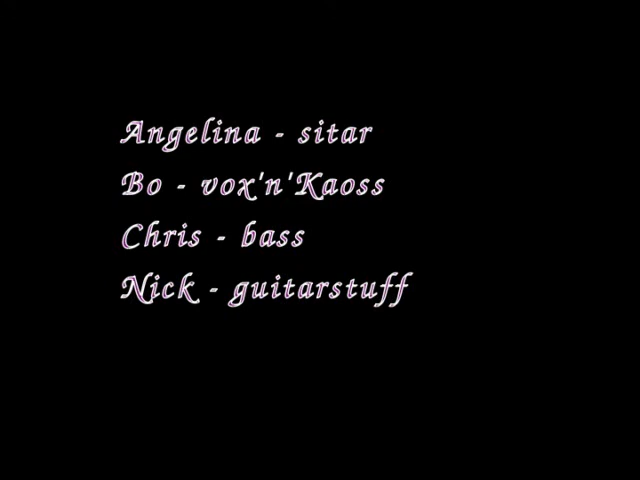 Angelina - sitar
Bo - vox'n'Kaoss
Chris - bass
Nick - guitarstuff